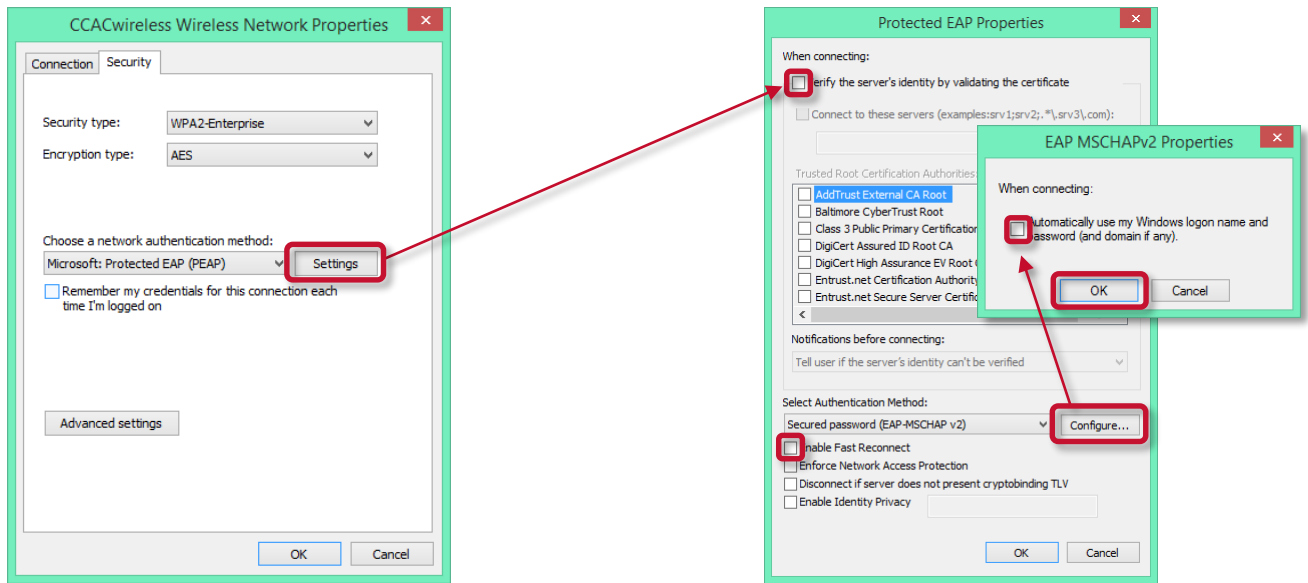 CCACwireless Wireless Network Properties
Connection
Security
Security type:
WPA2-Enterprise
Encryption type:
AES
Choose a network authentication method:
Microsoft: Protected EAP (PEAP)
Settings
Remember my credentials for this connection each
time I'm logged on
Advanced settings
OK
Cancel
Protected EAP Properties
When connecting:
erify the server's identity by validating the certificate
Connect to these servers (examples:srv1;srv2;.*\.srv3\.com):
Trusted Root Certification Authorities:
AddTrust External CA Root
Baltimore CyberTrust Root
Class 3 Public Primary Certification
DigiCert Assured ID Root CA
DigiCert High Assurance EV Root
Entrust.net Certification Authority
Entrust.net Secure Server Certific
Notifications before connecting:
Tell user if the server's identity can't be verified
Select Authentication Method:
Secured password (EAP-MSCHAP v2)
Configure...
nable Fast Reconnect
Enforce Network Access Protection
Disconnect if server does not present cryptobinding TLV
Enable Identity Privacy
OK
Cancel
EAP MSCHAPv2 Properties
When connecting:
Automatically use my Windows logon name and
password (and domain if any).
OK
Cancel